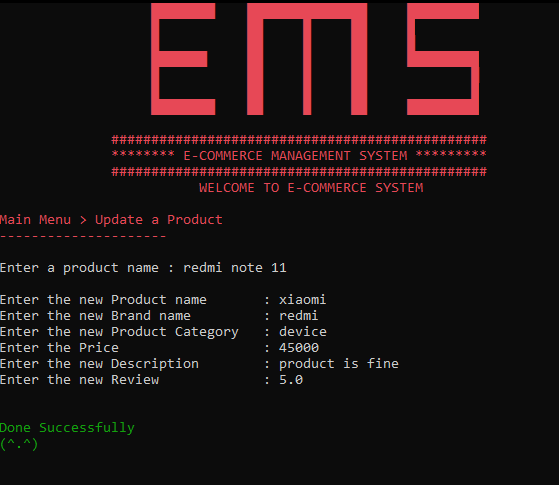 EMS
###############################################
******** E-COMMERCE MANAGEMENT SYSTEM *********
###############################################
WELCOME TO E-COMMERCE SYSTEM
Main Menu > Update a Product
---------------------
Enter a product name : redmi note 11
Enter the new Product name       : xiaomi
Enter the new Brand name         : redmi
Enter the new Product Category   : device
Enter the Price                  : 45000
Enter the new Description        : product is fine
Enter the new Review             : 5.0
Done Successfully
(^.^)